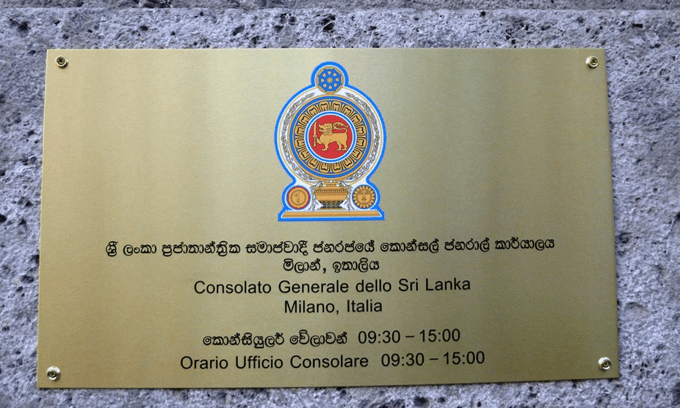 ශ්‍රී ලංකා ප්‍රජාතාන්ත්‍රික සමාජවාදී ජනරජයේ කොන්සල් ජනරාල් කාර්යාලය
මිලාන්, ඉතාලිය
Consolato Generale dello Sri Lanka
Milano, Italia
කොන්සියුලර් වේලාවන් 09:30 – 15:00
Orario Ufficio Consolare 09:30 – 15:00